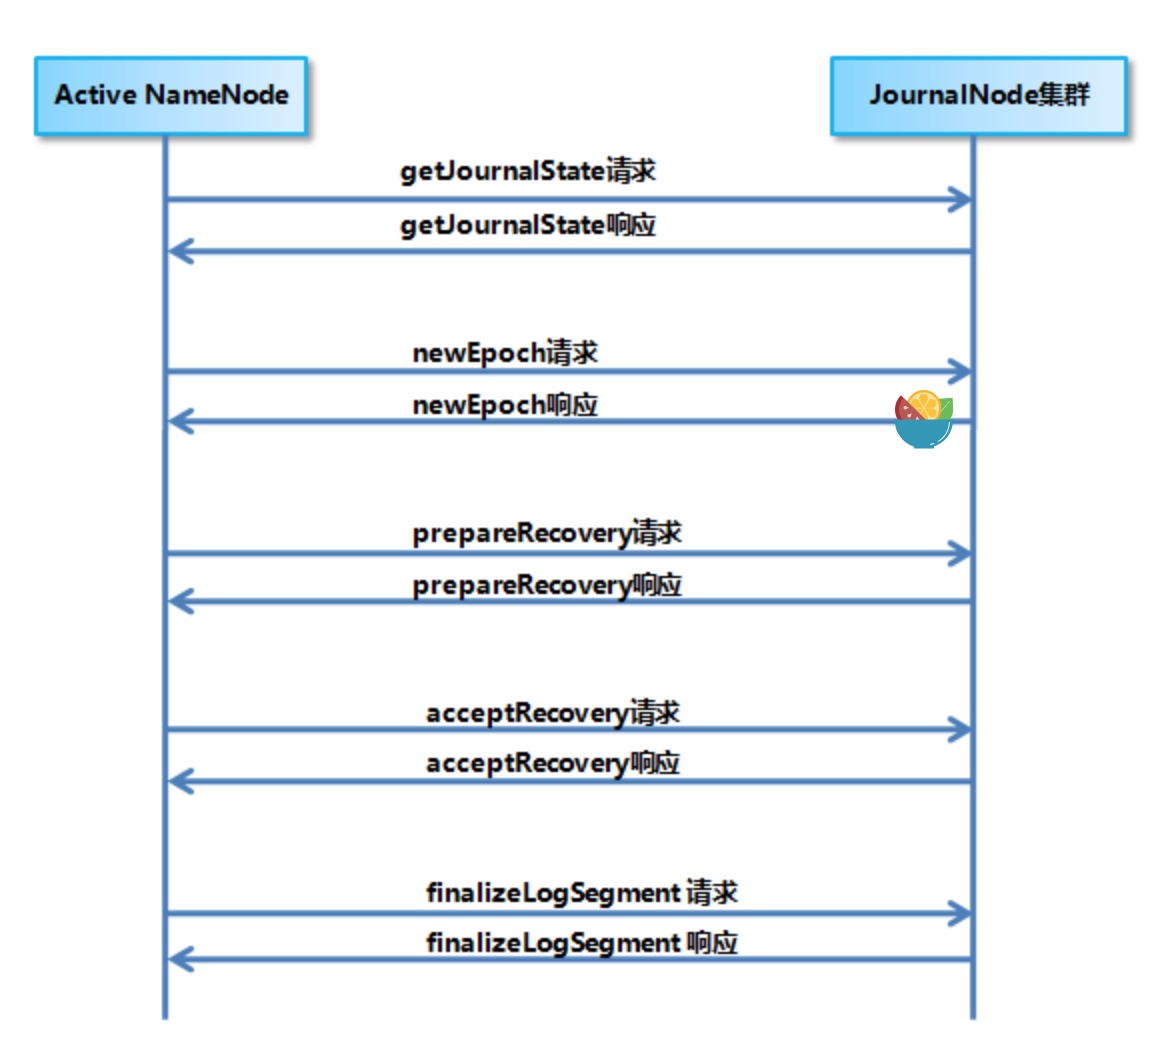 Active NameNode
JournalNode集群
getJournalState请求
getJournalState响应
newEpoch请求
newEpoch响应
prepareRecovery请求
prepareRecovery响应
acceptRecovery请求
acceptRecovery响应
finalizeLogSegment 请求
finalizeLogSegment 响应